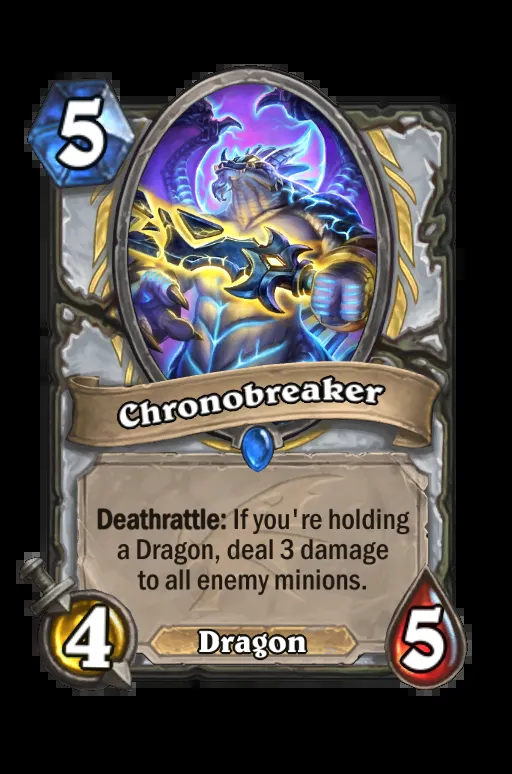 5
Chronobreaker
Deathrattle: If you're holding
a Dragon, deal 3 damage
to all enemy minions.
4
Dragon
5